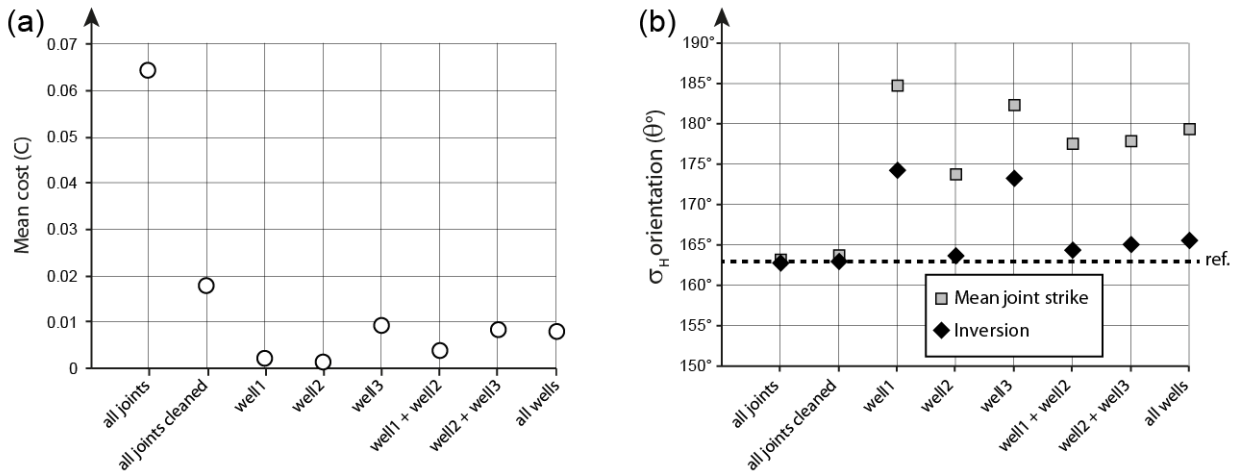 (a)
Mean cost (C)
0.07
0.06
0.05
0.04
0.03
0.02
0.01
0
all joints
all joints cleaned
well1
well2
well3
well1 + well2
well2 + well3
all wells
(b)
σH orientation (θ°)
190°
185°
180°
175°
170°
165°
160°
155°
150°
ref.
Mean joint strike
Inversion
all joints
all joints cleaned
well1
well2
well3
well1 + well2
well2 + well3
all wells